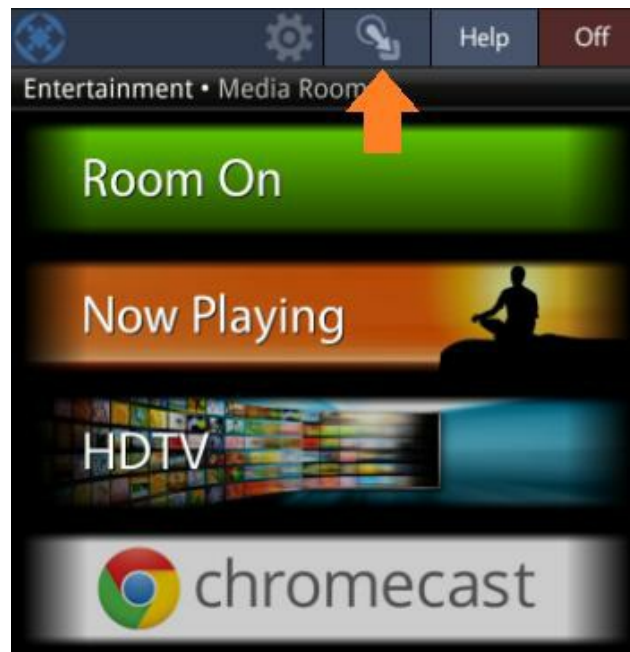 Help Off
Entertainment • Media Room
Room On
Now Playing
HDTV
chromecast